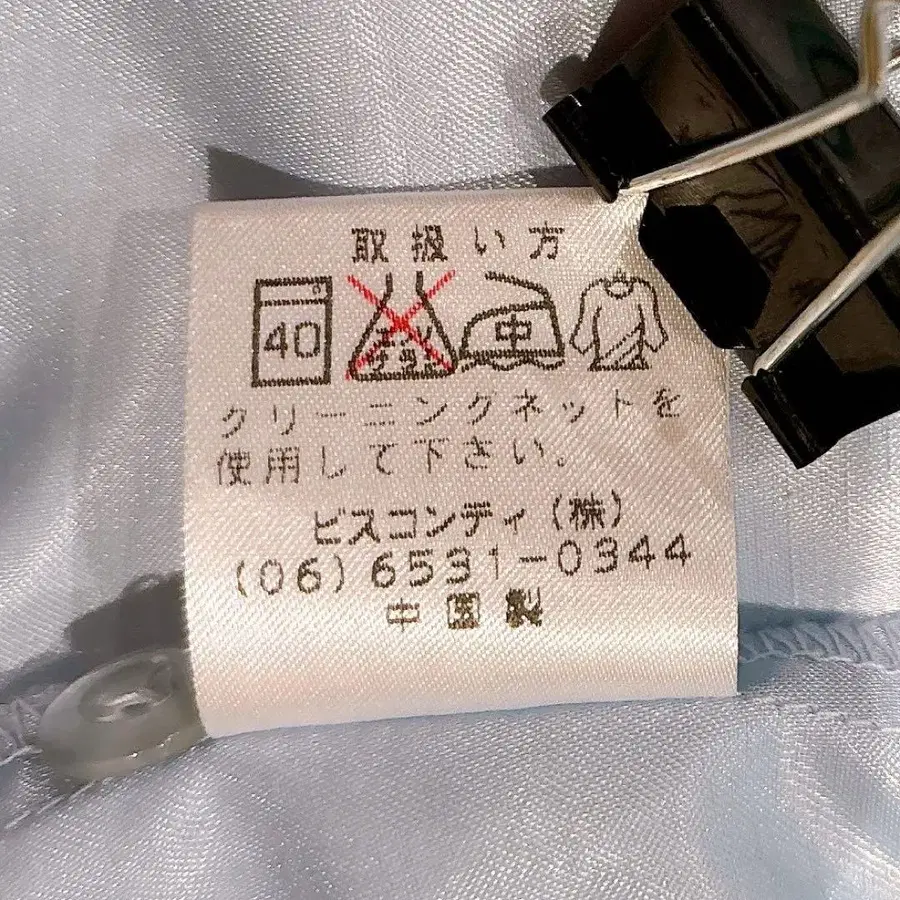 取扱い方
40 中
クリーニングネットを
使用して下さい。
ビスコンティ(株)
(06)6531-0344
中国製